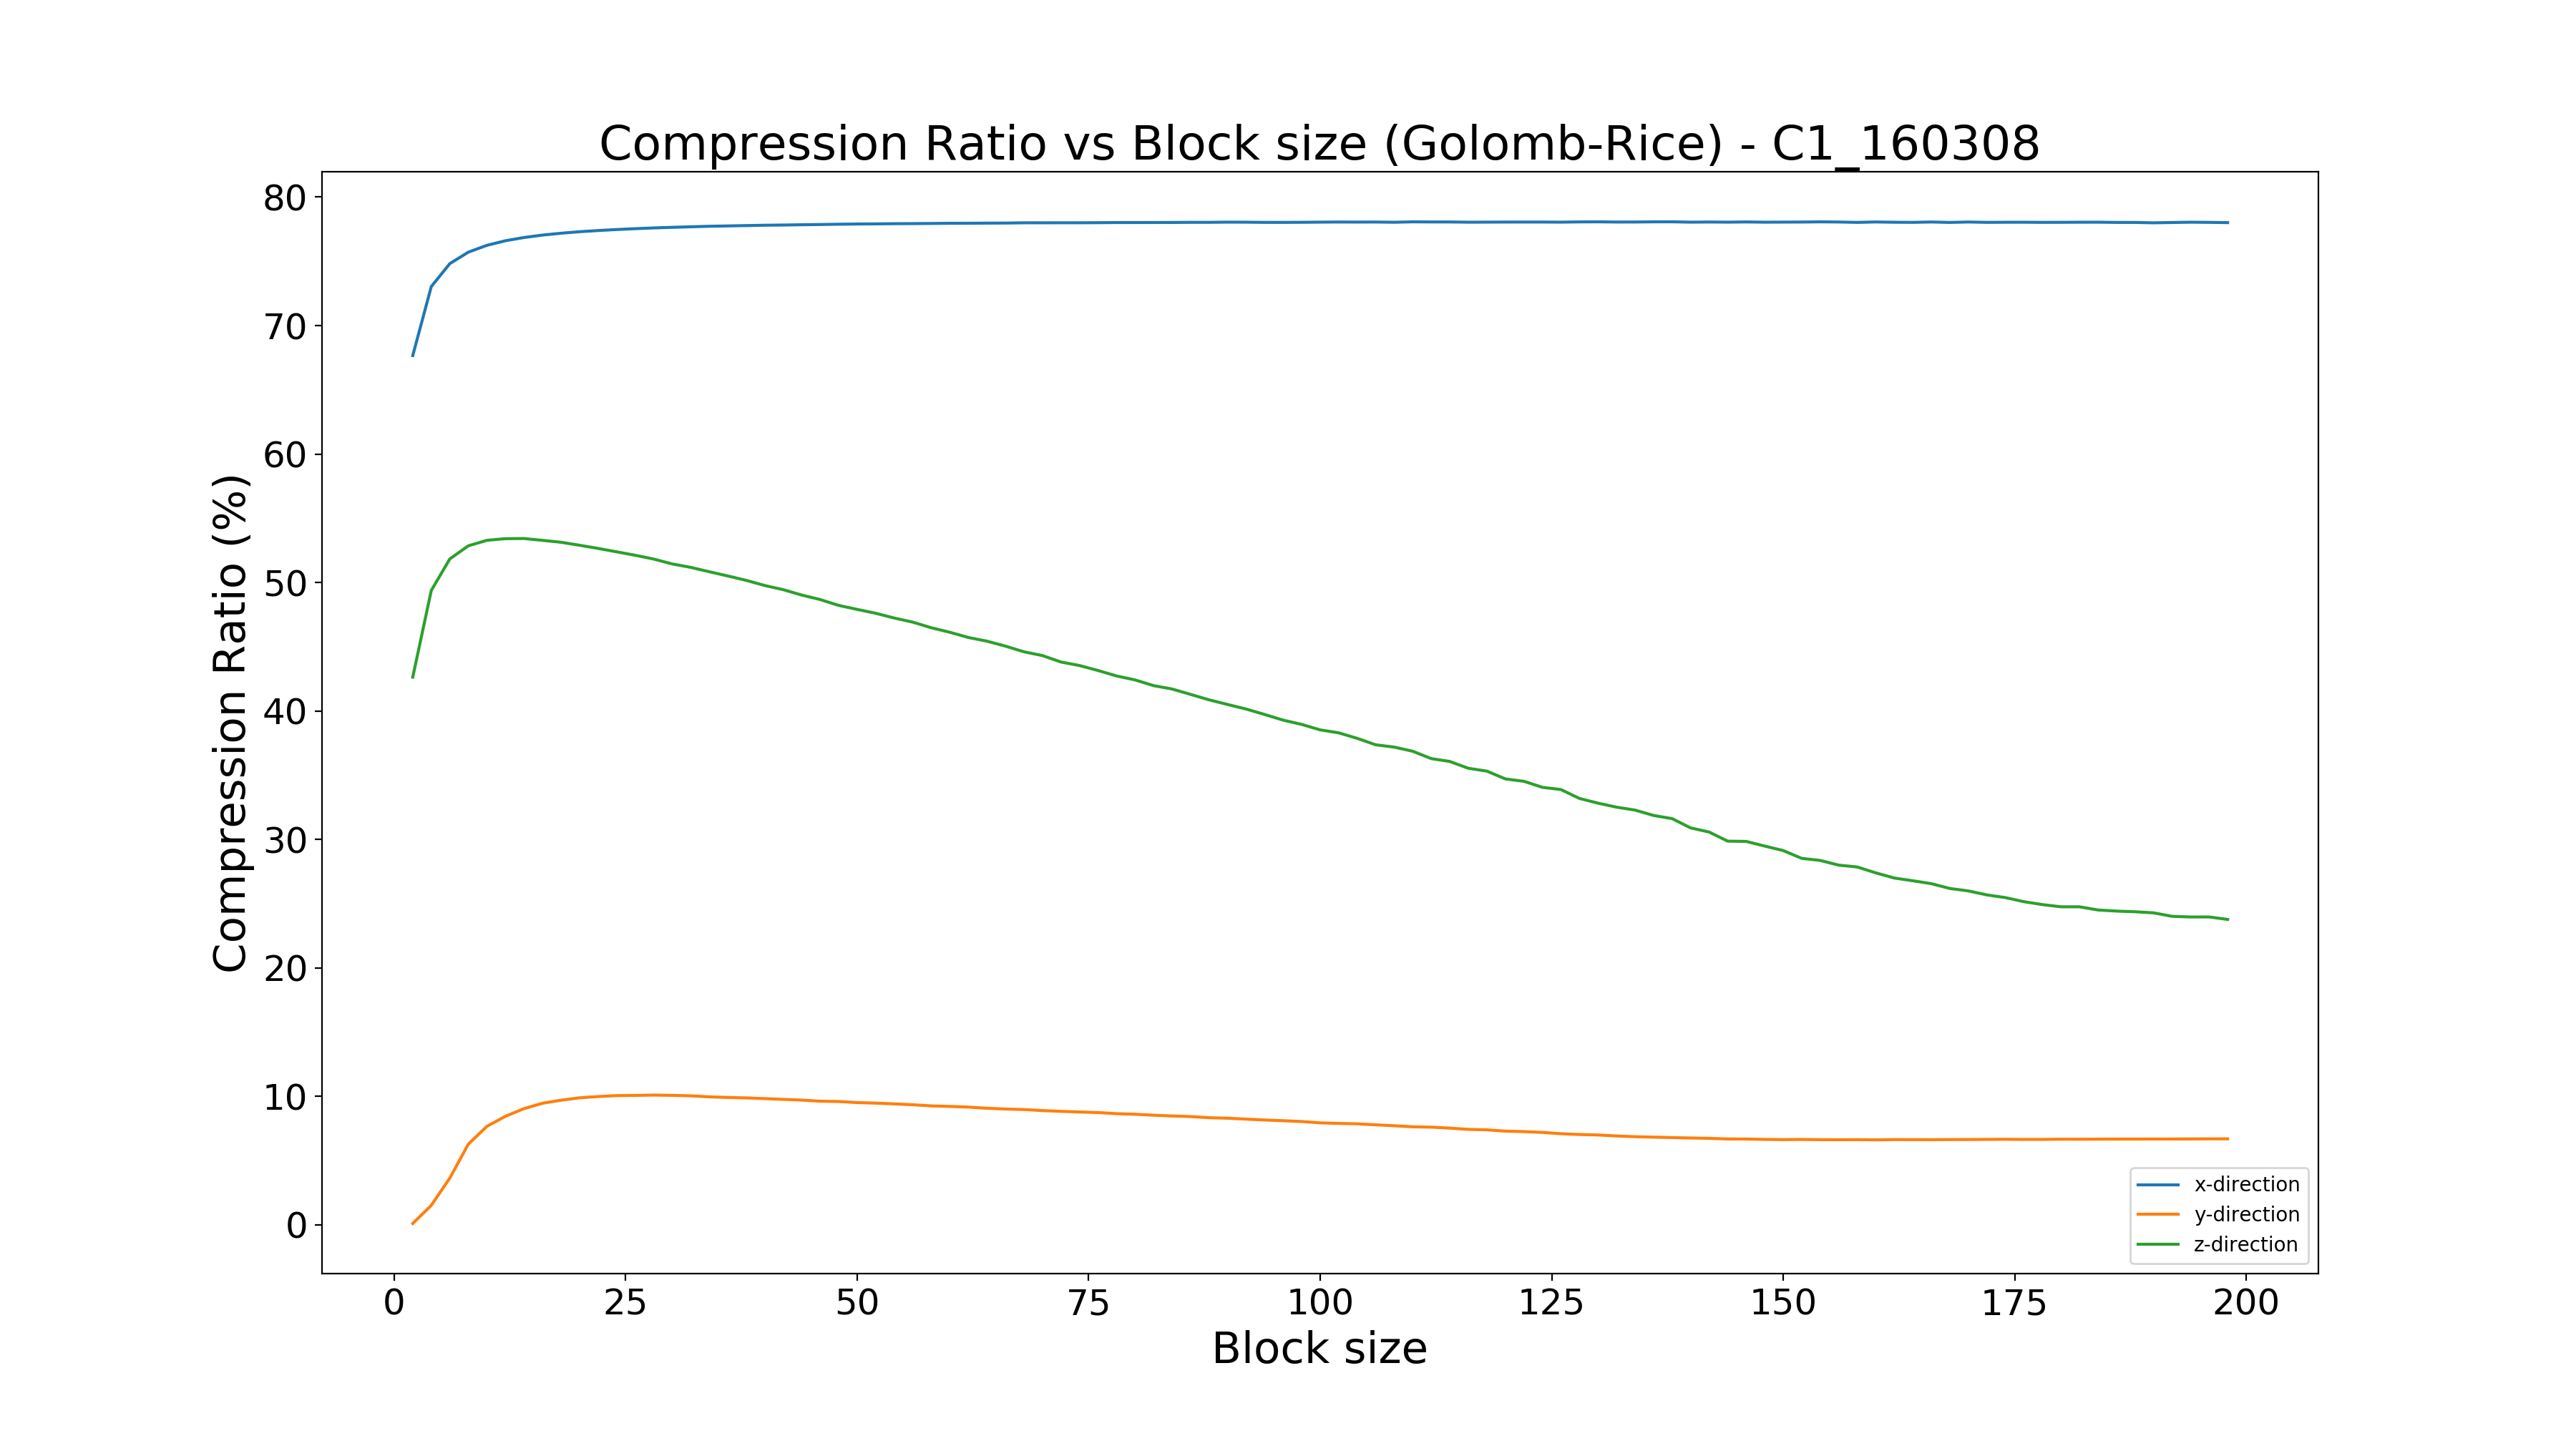 Compression Ratio vs Block size (Golomb-Rice) - C1_160308
Compression Ratio (%)
80
70
60
50
40
30
20
10
0
0 25 50 75 100 125 150 175 200
Block size
x-direction
y-direction
z-direction